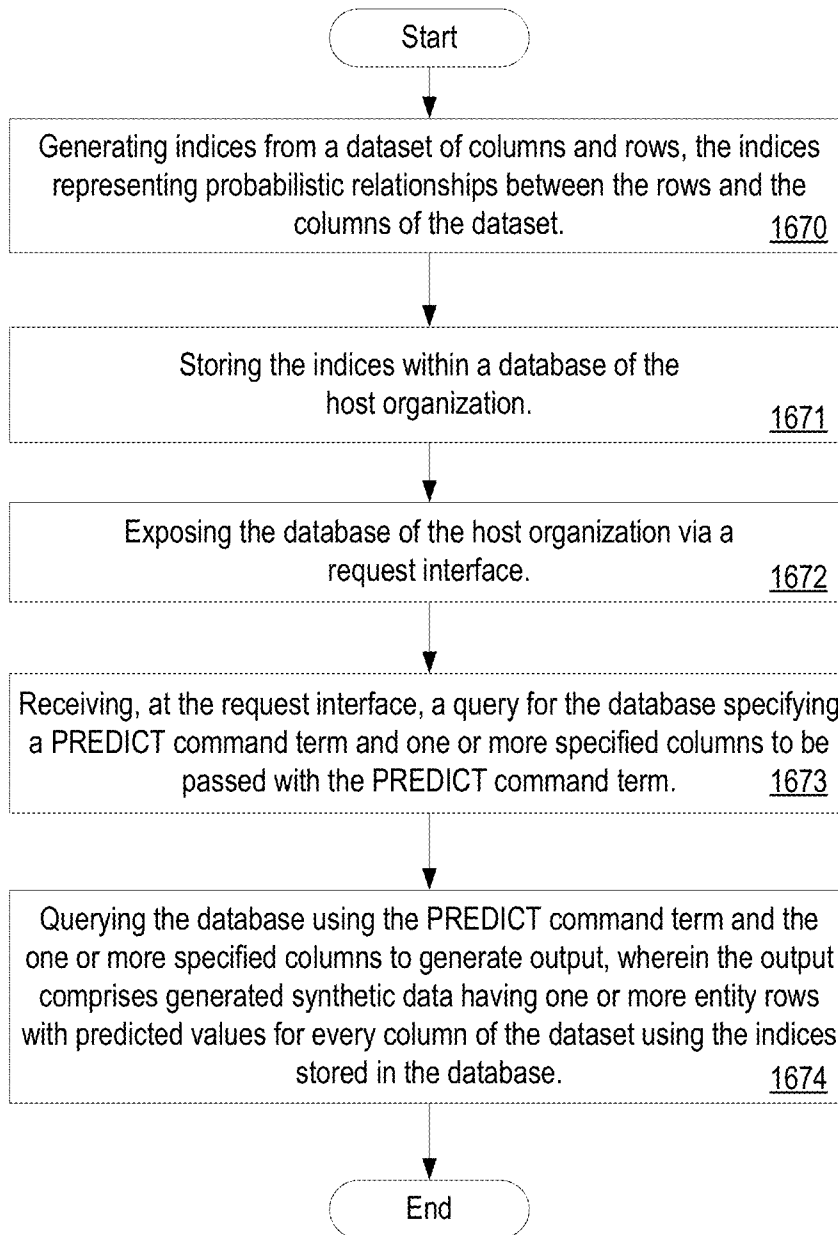 Start
Generating indices from a dataset of columns and rows, the indices
representing probabilistic relationships between the rows and the
columns of the dataset.
1670
Storing the indices within a database of the
host organization.
1671
Exposing the database of the host organization via a
request interface.
1672
Receiving, at the request interface, a query for the database specifying
a PREDICT command term and one or more specified columns to be
passed with the PREDICT command term. 1673
Querying the database using the PREDICT command term and the
one or more specified columns to generate output, wherein the output
comprises generated synthetic data having one or more entity rows
with predicted values for every column of the dataset using the indices
stored in the database.
1674
End